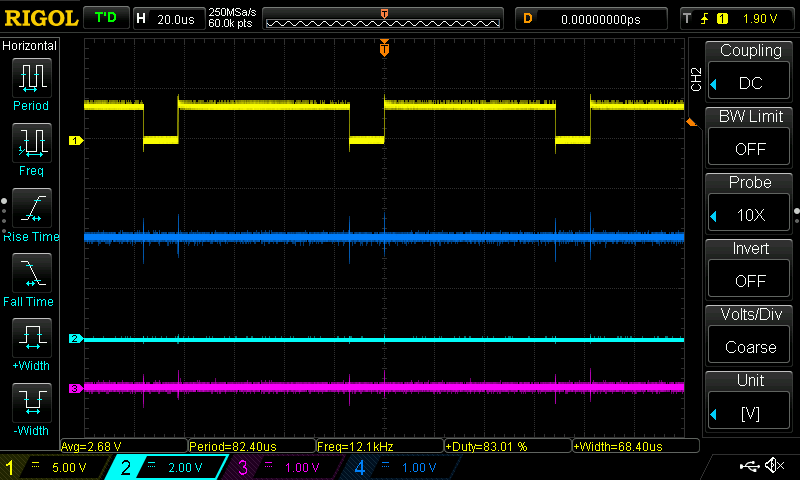 RIGOL T'D H 20.0us 250MSa/s 60.0k pts T D 0.00000000ps T 1 1.90 V
Horizontal
Period
Freq
Rise Time
Fall Time
+Width
-Width
T
1
2
3
CH2
Coupling
DC
BW Limit
OFF
Probe
10X
Invert
OFF
Volts/Div
Coarse
Unit
[V]
Avg=2.68 V Period=82.40us Freq=12.1kHz +Duty=83.01 % +Width=68.40us
1 5.00 V 2 2.00 V 3 1.00 V 4 1.00 V